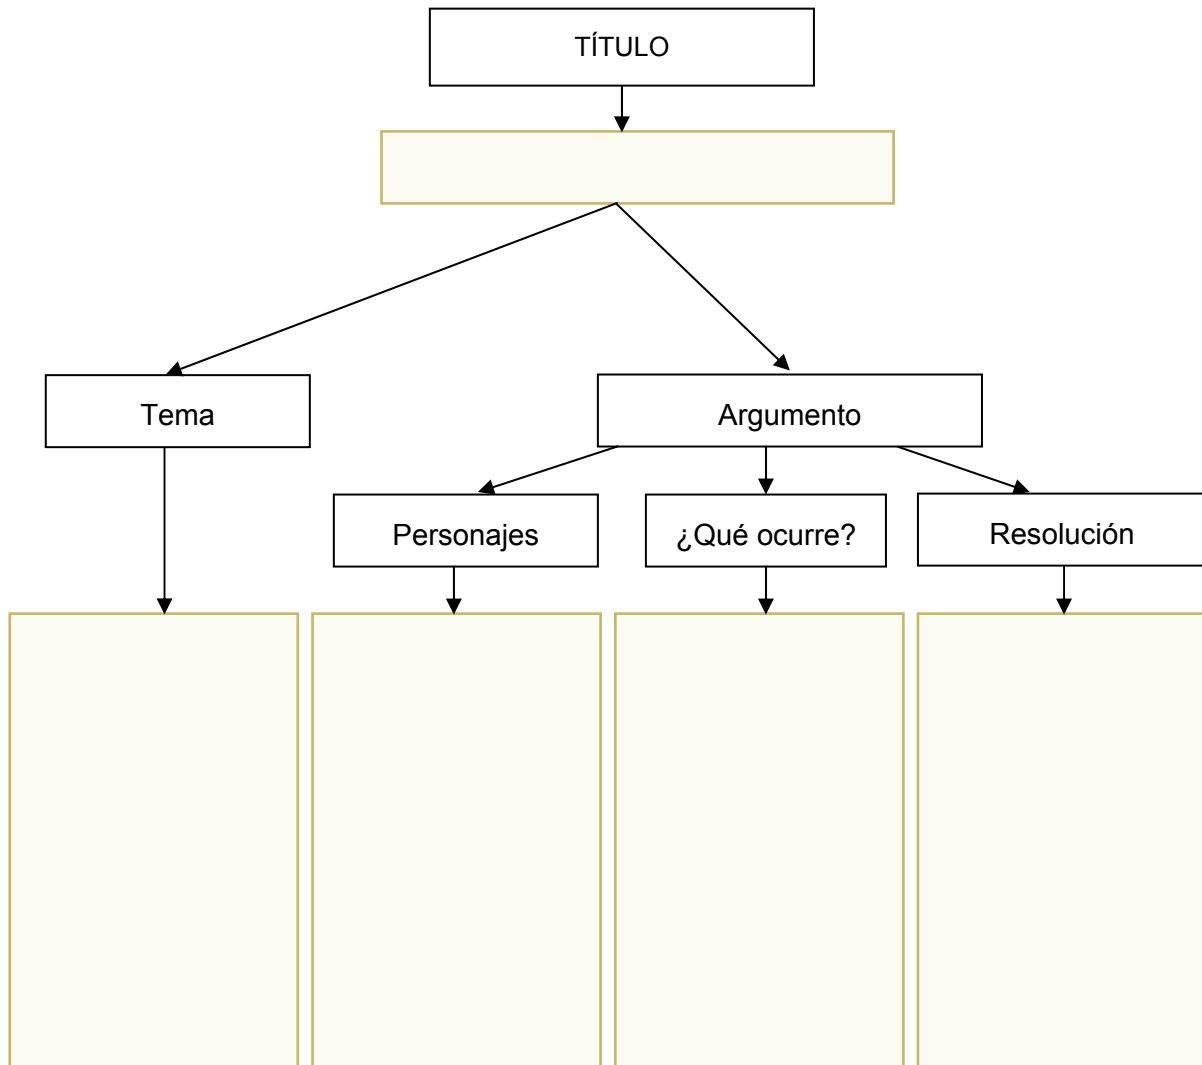 TÍTULO
Tema
Argumento
Personajes
¿Qué ocurre?
Resolución